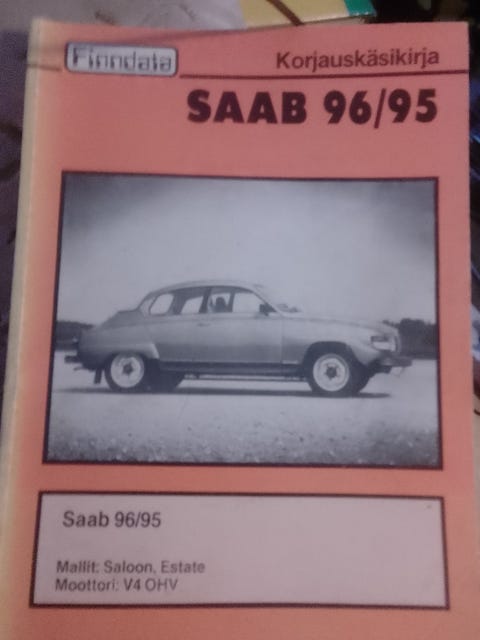 Finndata
Korjauskäsikirja
SAAB 96/95
Saab 96/95
Mallit: Saloon, Estate
Moottori: V4 OHV